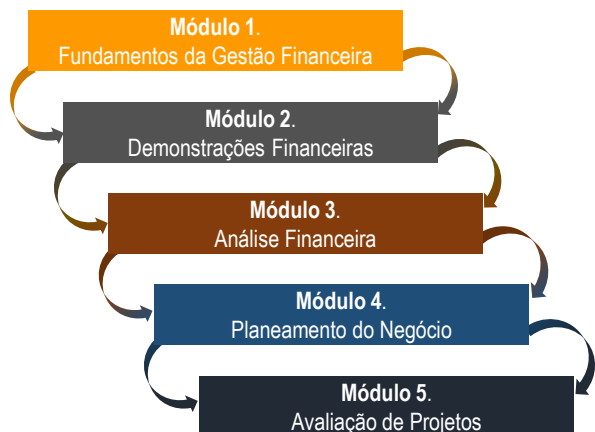 Módulo 1.
Fundamentos da Gestão Financeira
Módulo 2.
Demonstrações Financeiras
Módulo 3.
Análise Financeira
Módulo 4.
Planeamento do Negócio
Módulo 5.
Avaliação de Projetos